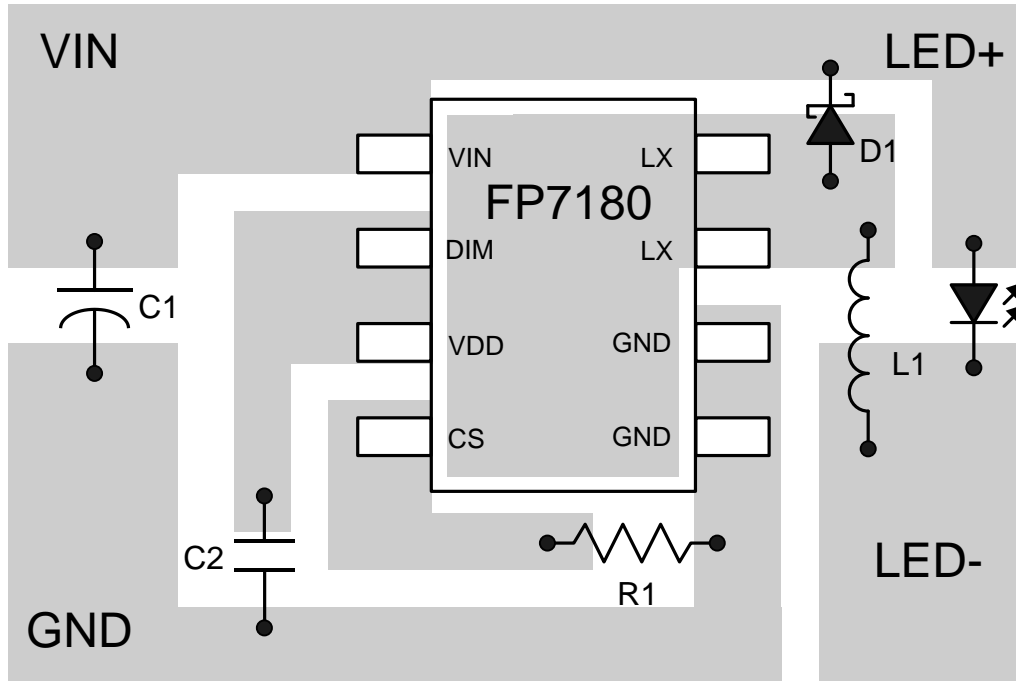 VIN
LED+
VIN
LX
D1
FP7180
DIM
LX
C1
VDD
GND
L1
CS
GND
C2
R1
LED-
GND